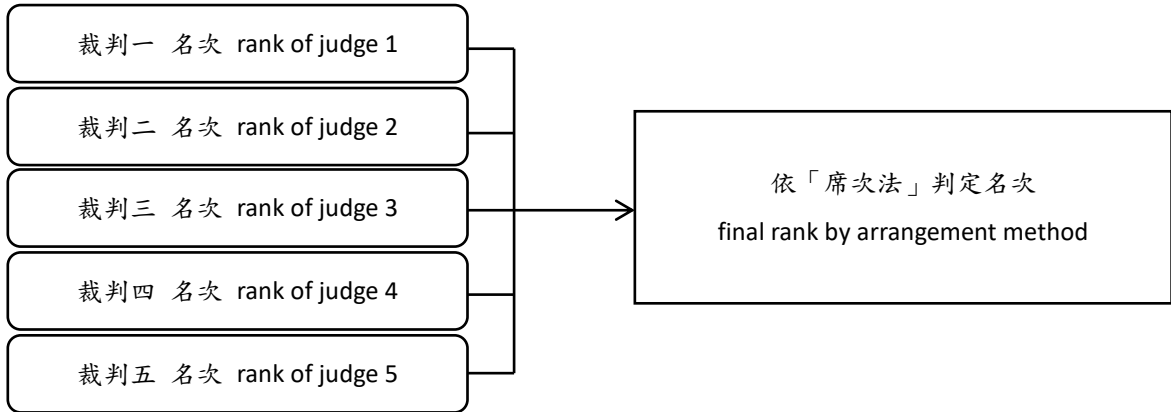 裁判一 名次 rank of judge 1
裁判二 名次 rank of judge 2
裁判三 名次 rank of judge 3
裁判四 名次 rank of judge 4
裁判五 名次 rank of judge 5
依「席次法」判定名次
final rank by arrangement method